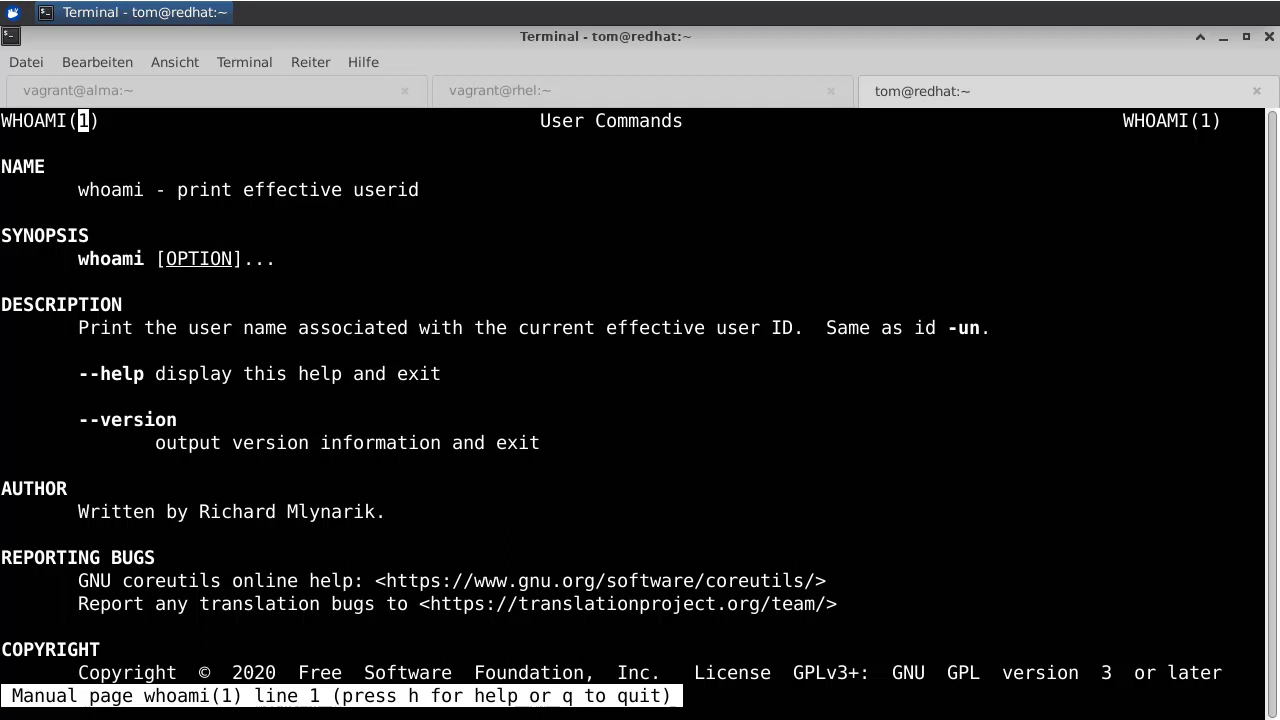 Terminal - tom@redhat:~
Terminal - tom@redhat:~
Datei Bearbeiten Ansicht Terminal Reiter Hilfe
vagrant@alma:~ vagrant@rhel:~ tom@redhat:~
WHOAMI(1) User Commands WHOAMI(1)
NAME
whoami - print effective userid
SYNOPSIS
whoami [OPTION]...
DESCRIPTION
Print the user name associated with the current effective user ID. Same as id -un.
--help display this help and exit
--version
output version information and exit
AUTHOR
Written by Richard Mlynarik.
REPORTING BUGS
GNU coreutils online help: <https://www.gnu.org/software/coreutils/>
Report any translation bugs to <https://translationproject.org/team/>
COPYRIGHT
Copyright © 2020 Free Software Foundation, Inc. License GPLv3+: GNU GPL version 3 or later
Manual page whoami(1) line 1 (press h for help or q to quit)